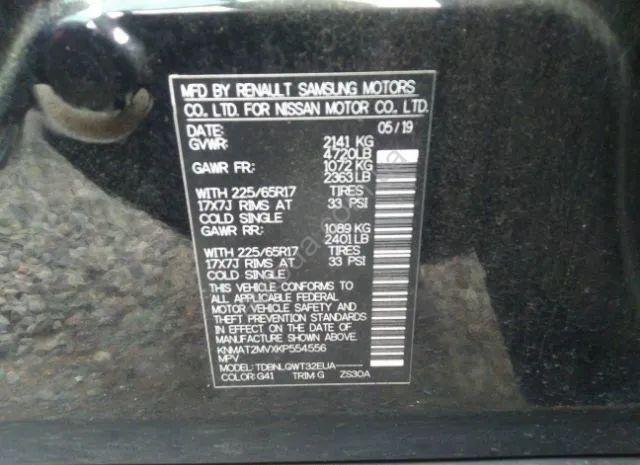 MFD BY RENAULT SAMSUNG MOTORS
CO., LTD. FOR NISSAN MOTOR CO., LTD.
DATE: 05/19
GVWR: 2141 KG
4720LB
GAWR FR: 1072 KG
2363LB
WITH 225/65R17 TIRES
17X7J RIMS AT 33 PSI
COLD SINGLE
GAWR RR: 1089 KG
2401LB
WITH 225/65R17 TIRES
17X7J RIMS AT 33 PSI
COLD SINGLE)
THIS VEHICLE CONFORMS TO
ALL APPLICABLE FEDERAL
MOTOR VEHICLE SAFETY AND
THEFT PREVENTION STANDARDS
IN EFFECT ON THE DATE OF
MANUFACTURE SHOWN ABOVE.
KNMAT2MVXKP554556
MPV
MODEL: TDBNLQWT32EUA
COLOR: G41 TRIM: G ZS30A